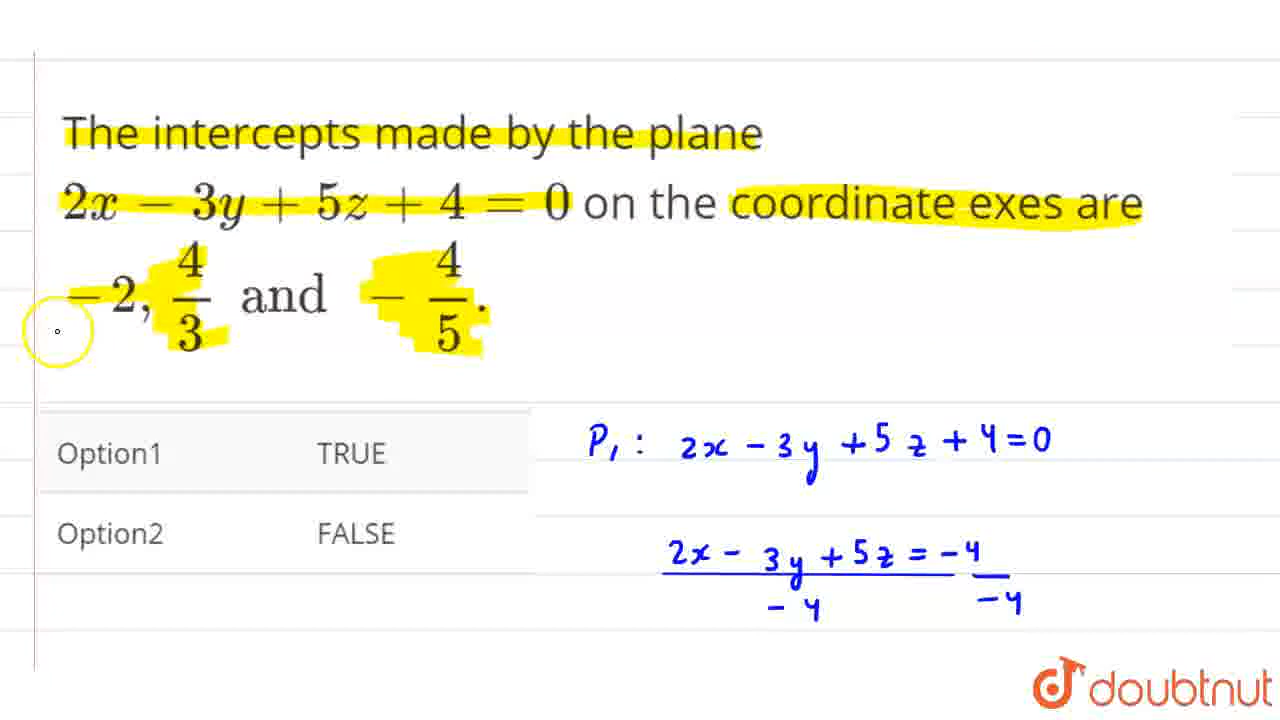 The intercepts made by the plane
2x − 3y + 5z + 4 = 0 on the coordinate exes are
−2, 4/3 and −4/5.
Option1 TRUE
Option2 FALSE
P₁ : 2x − 3y + 5z + 4 = 0
2x − 3y + 5z = −4
−4 −4
doubtnut